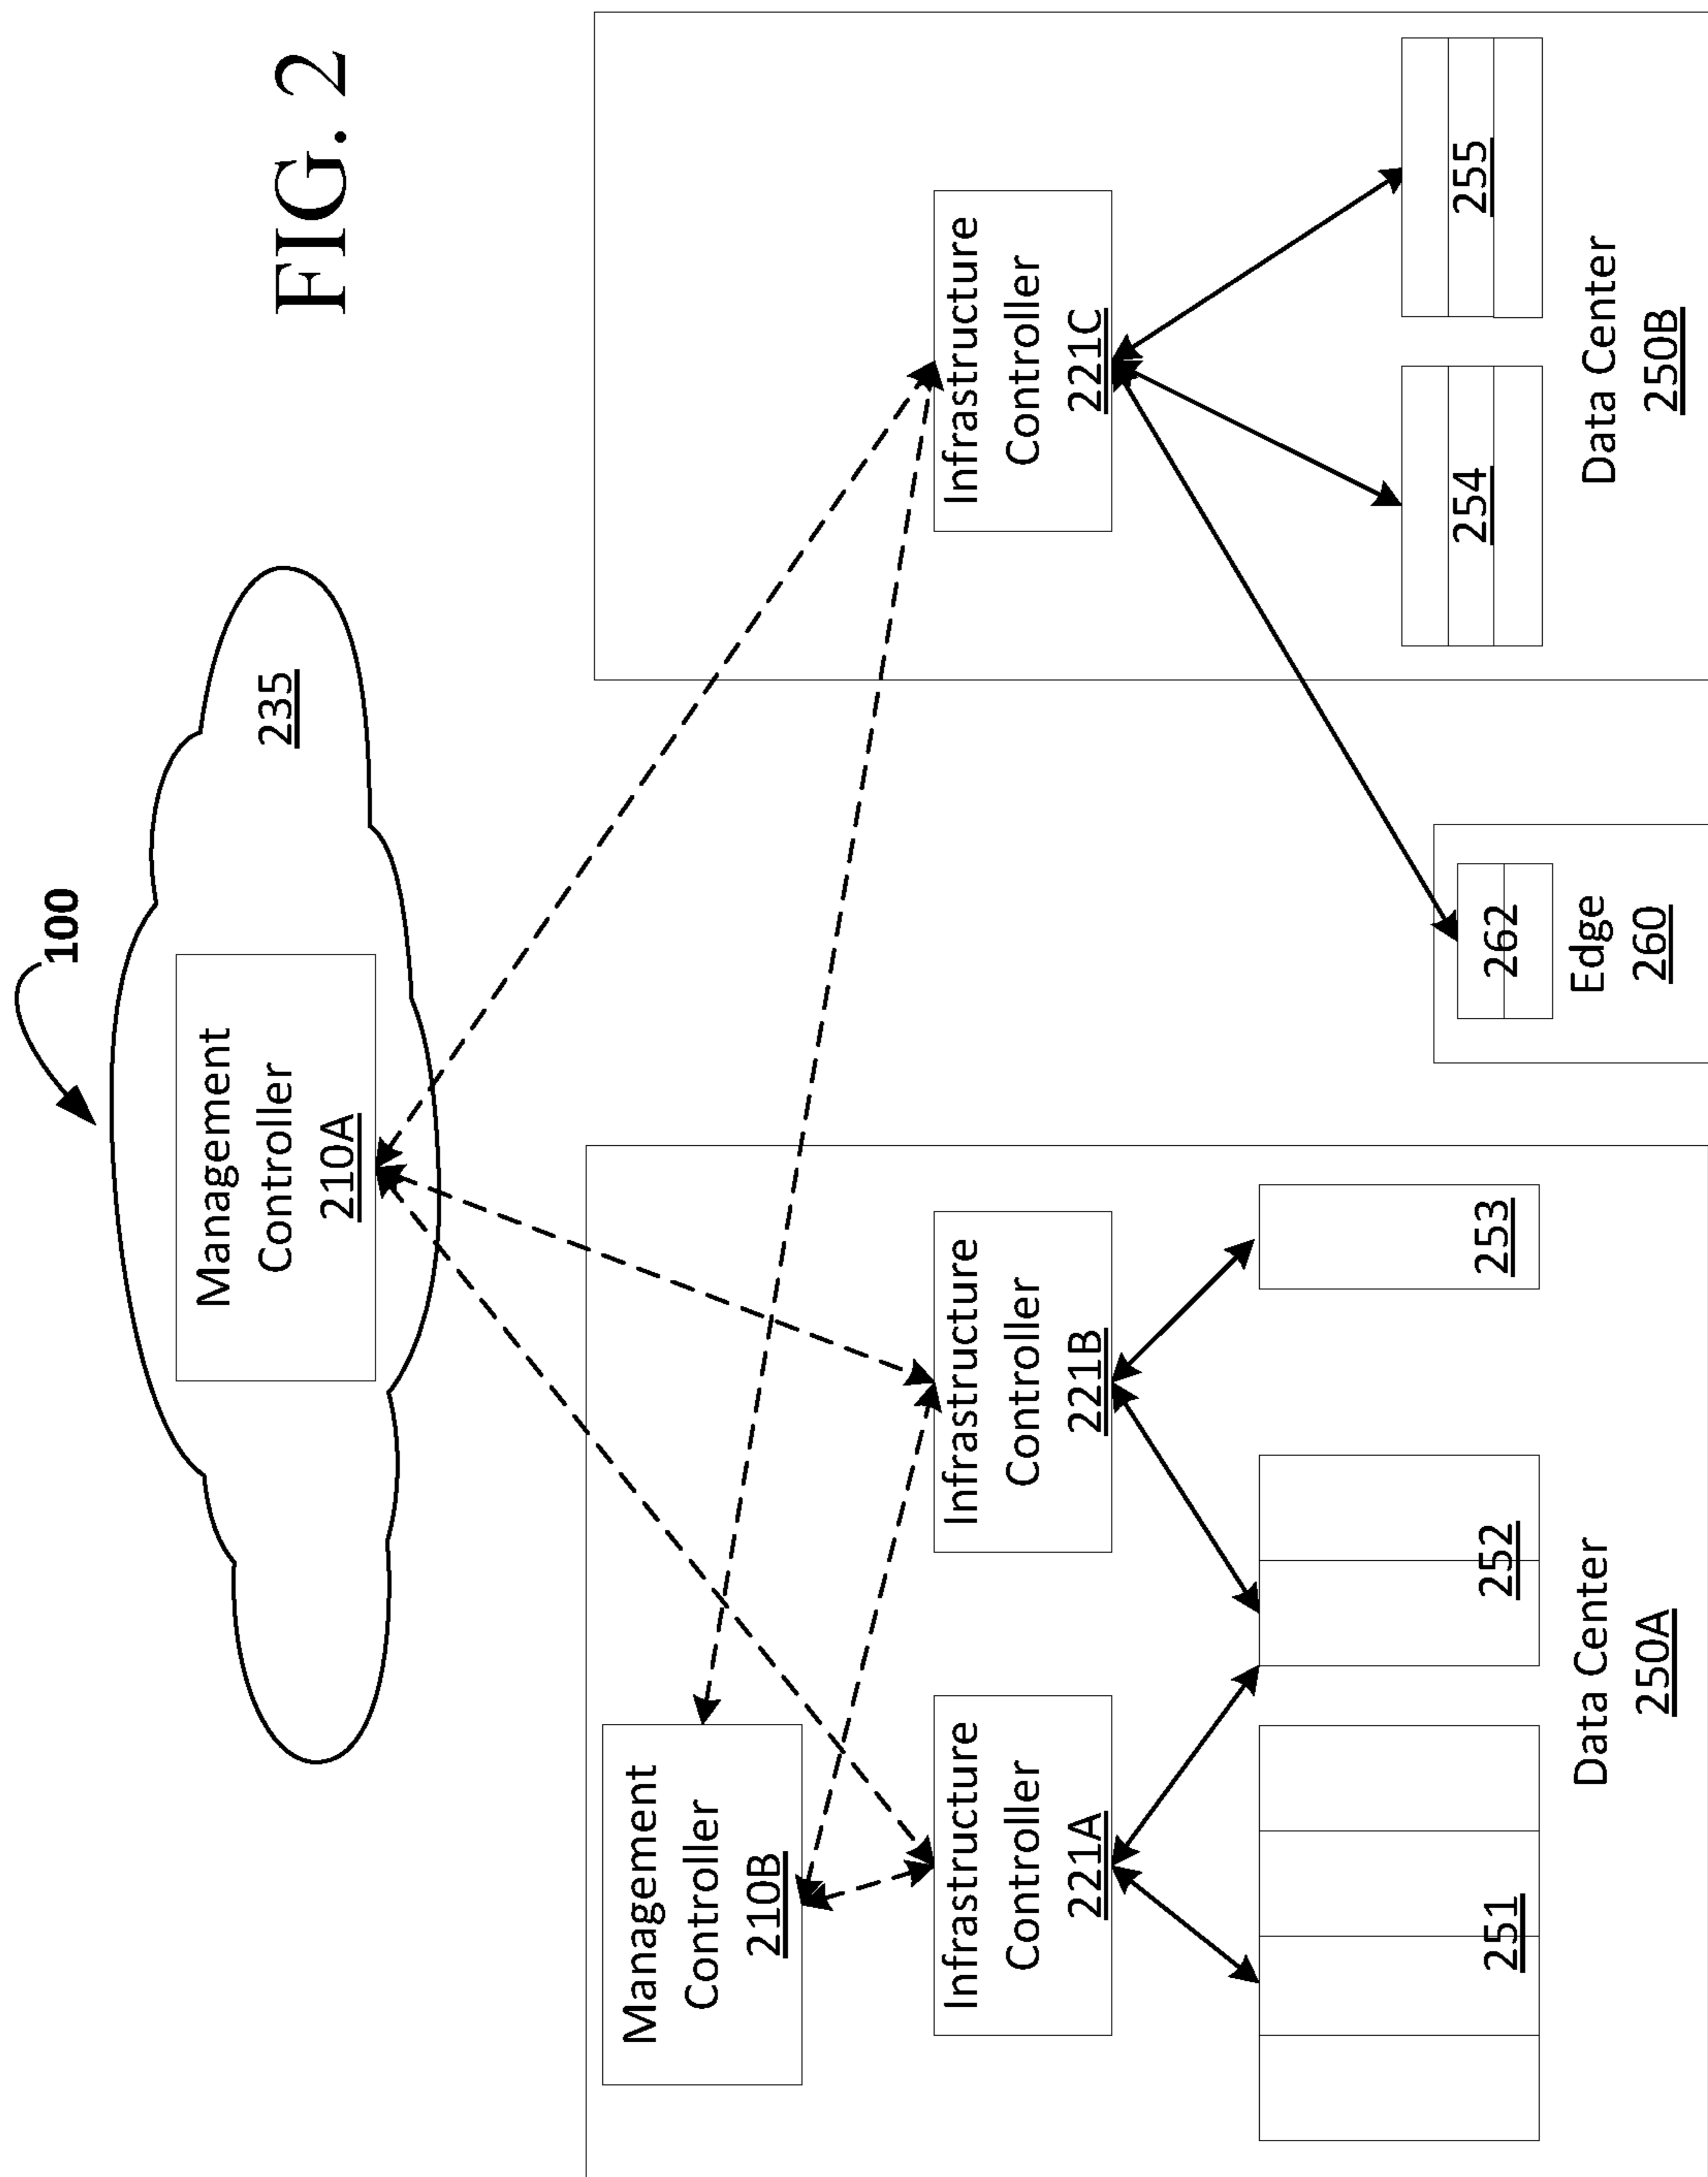 FIG. 2
100
235
Management
Controller
210A
Management
Controller
210B
Infrastructure
Controller
221A
Infrastructure
Controller
221B
Infrastructure
Controller
221C
251
252
253
Data Center
250A
262
Edge
260
254
255
Data Center
250B